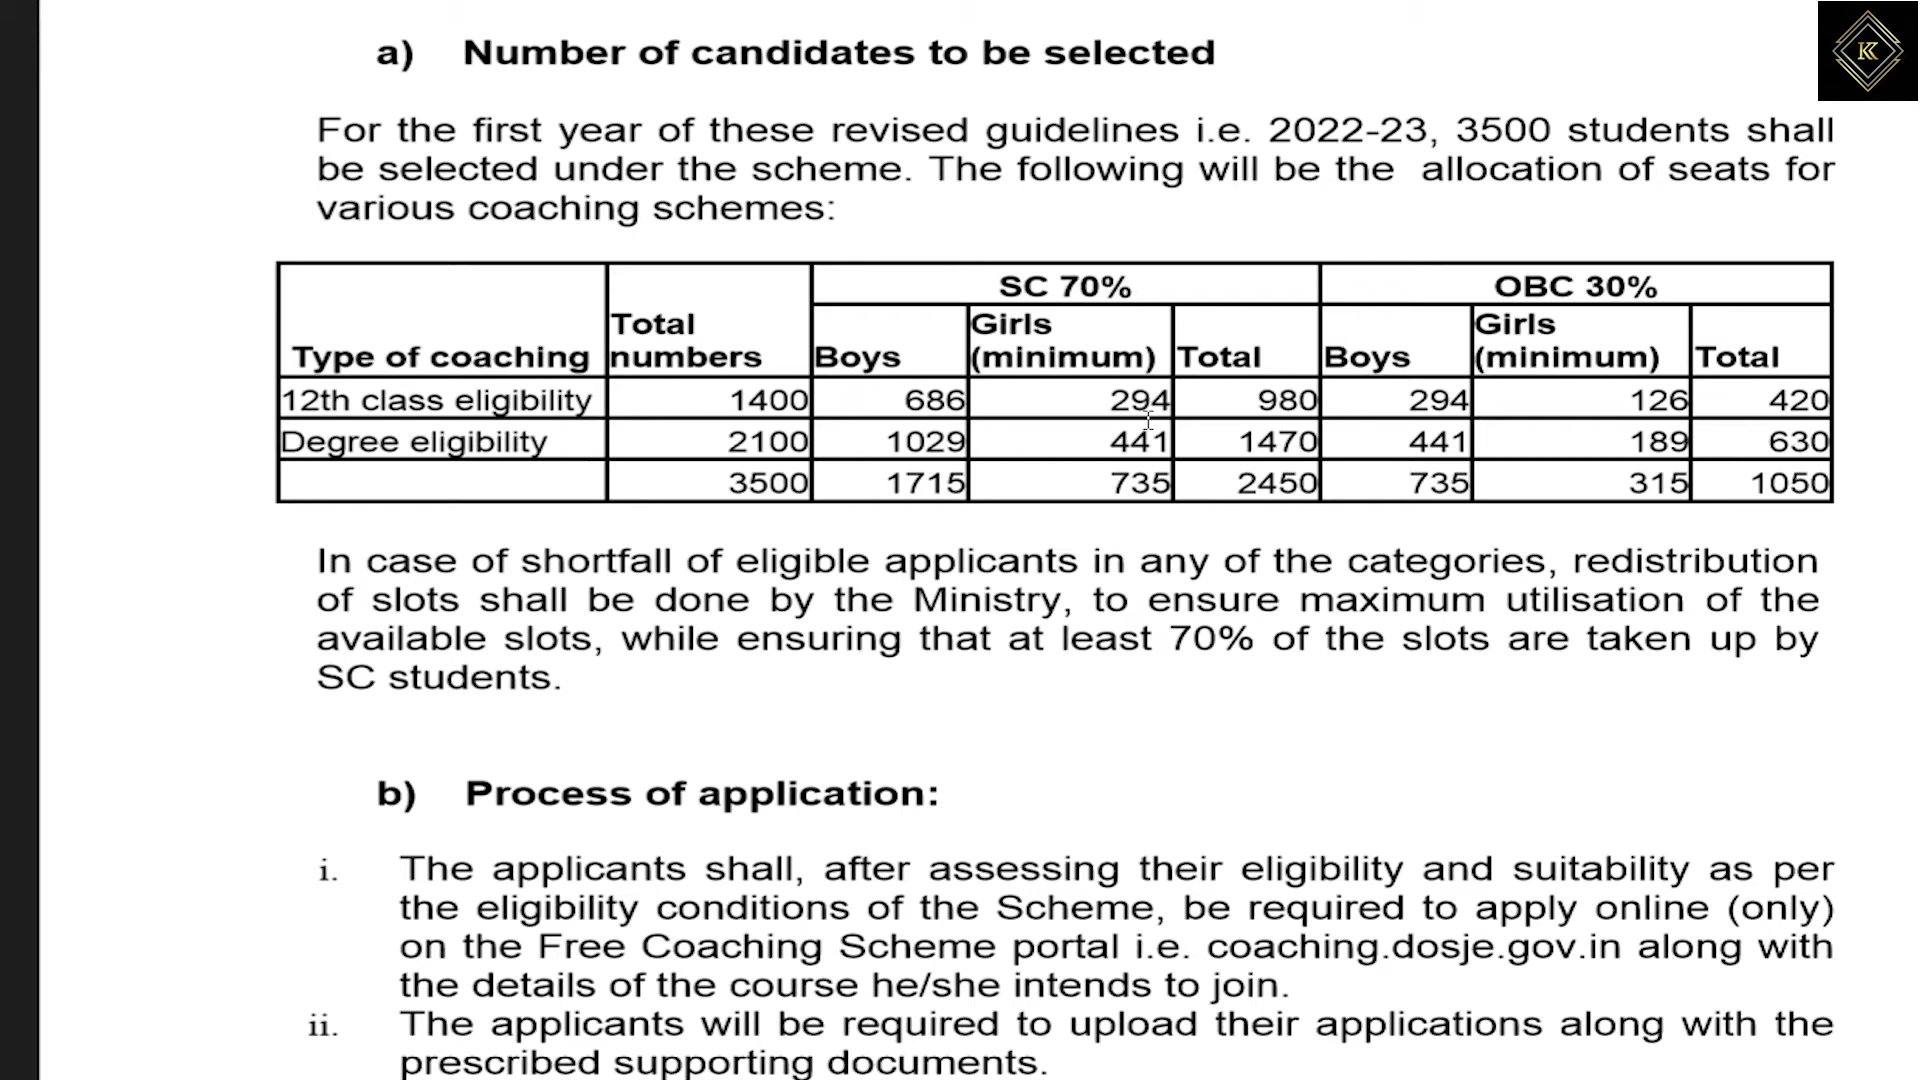 a) Number of candidates to be selected
For the first year of these revised guidelines i.e. 2022-23, 3500 students shall
be selected under the scheme. The following will be the allocation of seats for
various coaching schemes:
SC 70% OBC 30%
Type of coaching Total numbers Boys Girls (minimum) Total Boys Girls (minimum) Total
12th class eligibility 1400 686 294 980 294 126 420
Degree eligibility 2100 1029 441 1470 441 189 630
3500 1715 735 2450 735 315 1050
In case of shortfall of eligible applicants in any of the categories, redistribution
of slots shall be done by the Ministry, to ensure maximum utilisation of the
available slots, while ensuring that at least 70% of the slots are taken up by
SC students.
b) Process of application:
i. The applicants shall, after assessing their eligibility and suitability as per
the eligibility conditions of the Scheme, be required to apply online (only)
on the Free Coaching Scheme portal i.e. coaching.dosje.gov.in along with
the details of the course he/she intends to join.
ii. The applicants will be required to upload their applications along with the
prescribed supporting documents.